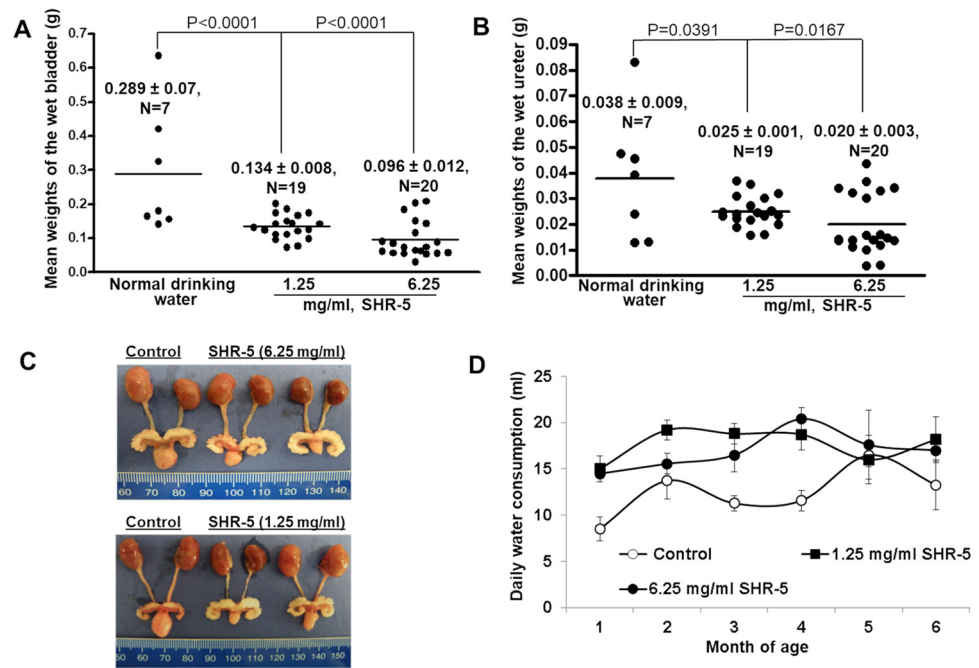 A
Mean weights of the wet bladder (g)
P<0.0001
P<0.0001
0.7
0.6
0.5
0.4
0.3
0.2
0.1
0.0
0.289 ± 0.07,
N=7
0.134 ± 0.008,
N=19
0.096 ± 0.012,
N=20
Normal drinking
water
1.25
6.25
mg/ml, SHR-5
B
Mean weights of the wet ureter (g)
P=0.0391
P=0.0167
0.09
0.08
0.07
0.06
0.05
0.04
0.03
0.02
0.01
0.00
0.038 ± 0.009,
N=7
0.025 ± 0.001,
N=19
0.020 ± 0.003,
N=20
Normal drinking
water
1.25
6.25
mg/ml, SHR-5
C
Control
SHR-5 (6.25 mg/ml)
60 70 80 90 100 110 120 130 140
Control
SHR-5 (1.25 mg/ml)
60 70 80 90 100 110 120 130 140 150
D
Daily water consumption (ml)
25
20
15
10
5
0
Control
1.25 mg/ml SHR-5
6.25 mg/ml SHR-5
1 2 3 4 5 6
Month of age